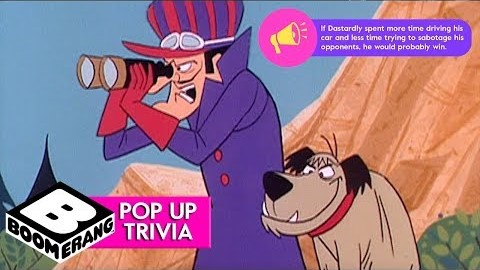 If Dastardly spent more time driving his
car and less time trying to sabotage his
opponents, he would probably win.
B
BOOMERANG
POP UP
TRIVIA